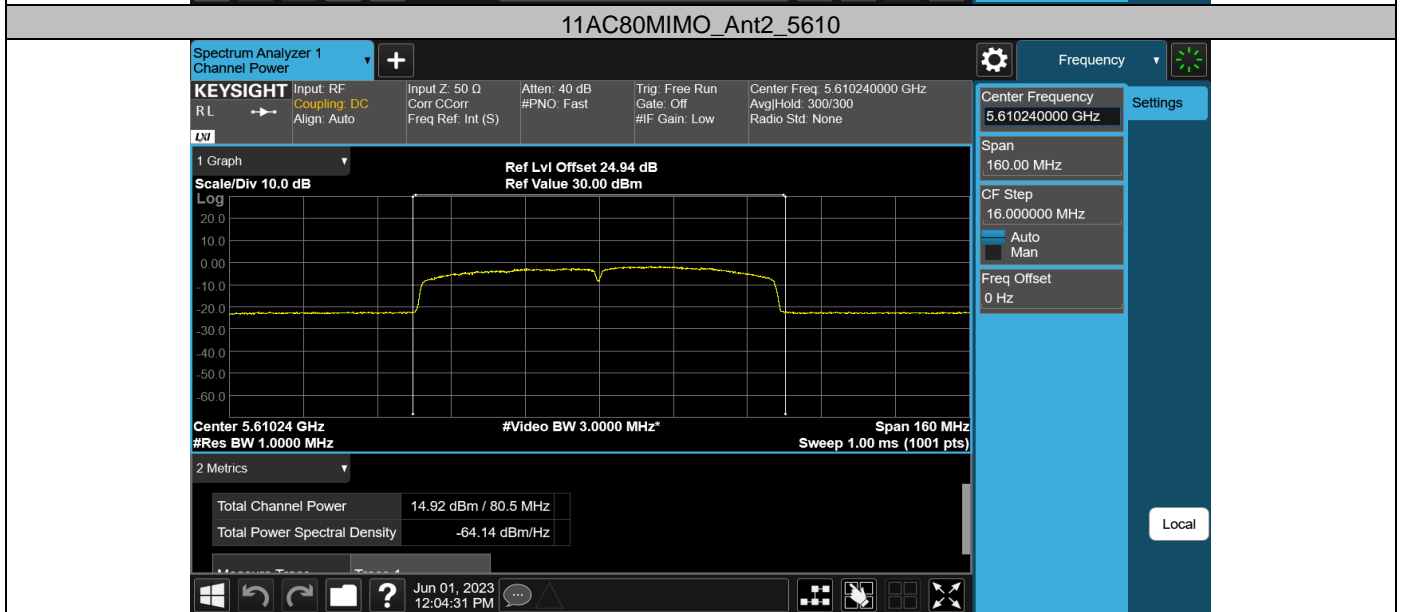 11AC80MIMO_Ant2_5610
Spectrum Analyzer 1
Channel Power
Frequency
KEYSIGHT
R L
LXI
Input: RF
Coupling: DC
Align: Auto
Input Z: 50 Ω
Corr CCorr
Freq Ref: Int (S)
Atten: 40 dB
#PNO: Fast
Trig: Free Run
Gate: Off
#IF Gain: Low
Center Freq: 5.610240000 GHz
Avg|Hold: 300/300
Radio Std: None
Center Frequency
5.610240000 GHz
Settings
Span
160.00 MHz
CF Step
16.000000 MHz
Auto
Man
Freq Offset
0 Hz
1 Graph
Scale/Div 10.0 dB
Ref Lvl Offset 24.94 dB
Ref Value 30.00 dBm
Log
20.0
10.0
0.00
-10.0
-20.0
-30.0
-40.0
-50.0
-60.0
Center 5.61024 GHz
#Res BW 1.0000 MHz
#Video BW 3.0000 MHz*
Span 160 MHz
Sweep 1.00 ms (1001 pts)
2 Metrics
Total Channel Power 14.92 dBm / 80.5 MHz
Total Power Spectral Density -64.14 dBm/Hz
Measure Trace Trace 1
Local
?
Jun 01, 2023
12:04:31 PM